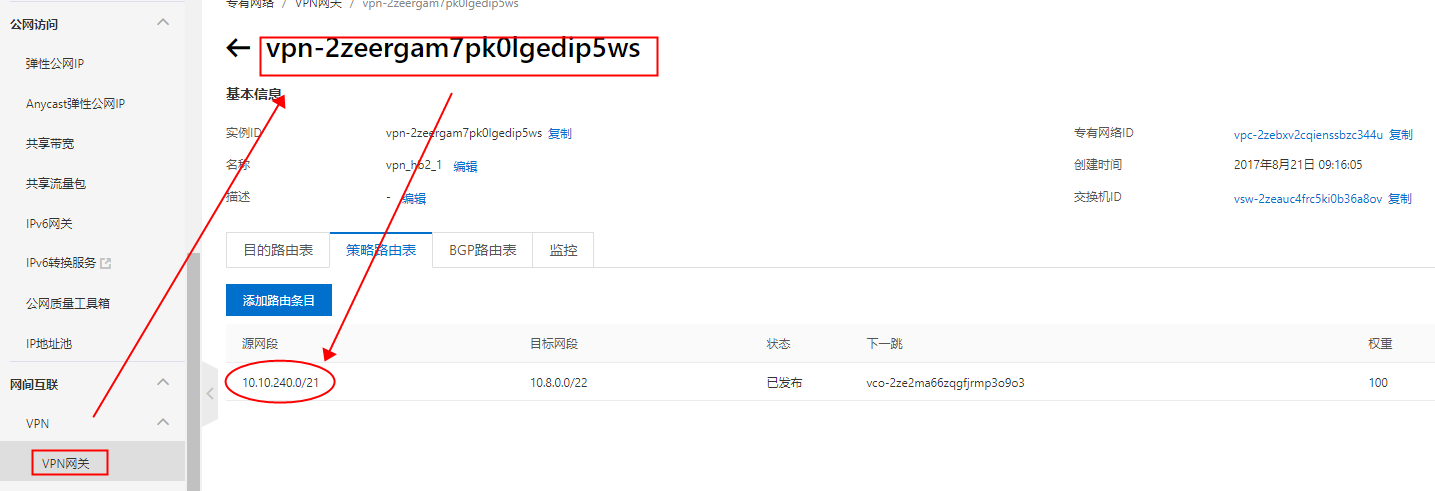 专有网络 / VPN网关 / vpn-2zeergam7pk0lgedip5ws
公网访问
弹性公网IP
Anycast弹性公网IP
共享带宽
共享流量包
IPv6网关
IPv6转换服务
公网质量工具箱
IP地址池
网间互联
VPN
VPN网关
vpn-2zeergam7pk0lgedip5ws
基本信息
实例ID vpn-2zeergam7pk0lgedip5ws 复制 专有网络ID vpc-2zebxv2cqienssbzc344u 复制
名称 vpn_hb2_1 编辑 创建时间 2017年8月21日 09:16:05
描述 - 编辑 交换机ID vsw-2zeauc4frc5ki0b36a8ov 复制
目的路由表 策略路由表 BGP路由表 监控
添加路由条目
源网段 目标网段 状态 下一跳 权重
10.10.240.0/21 10.8.0.0/22 已发布 vco-2ze2ma66zqgfjrmp3o9o3 100